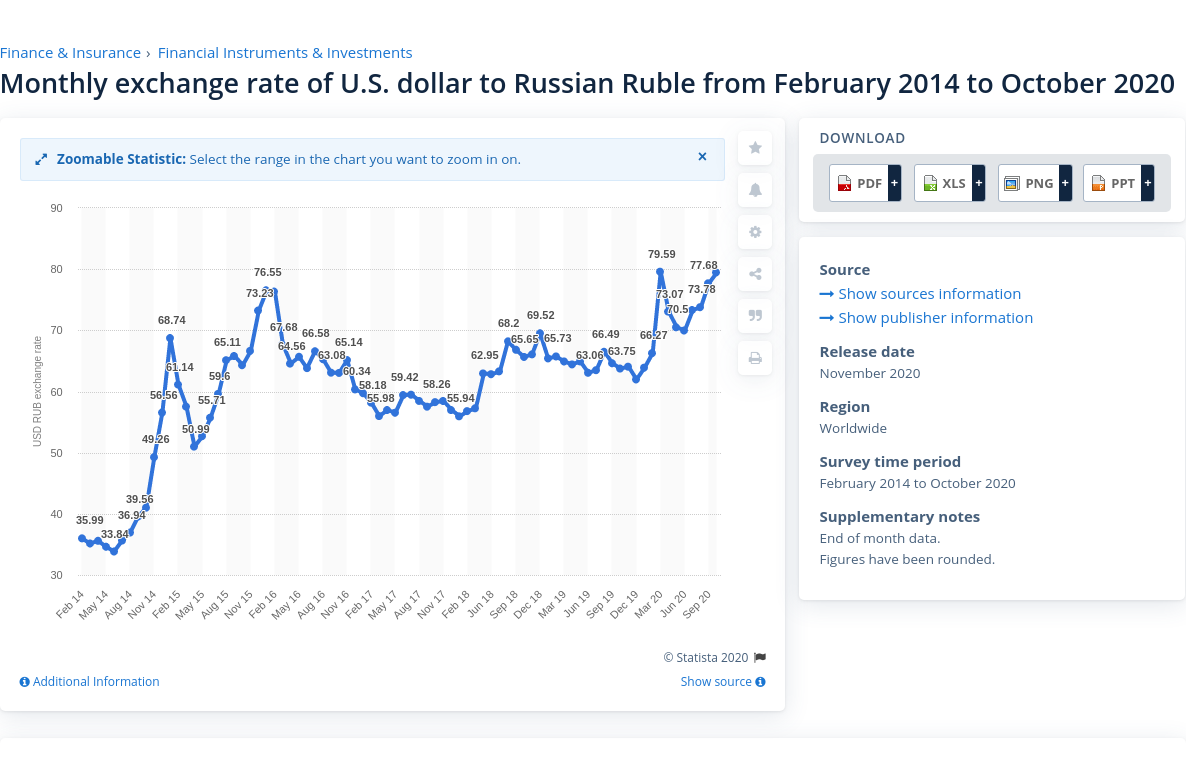 Finance & Insurance › Financial Instruments & Investments
Monthly exchange rate of U.S. dollar to Russian Ruble from February 2014 to October 2020
Zoomable Statistic: Select the range in the chart you want to zoom in on. ×
90
80
70
60
50
40
30
USD RUB exchange rate
35.99
33.84
36.94
39.56
49.26
56.56
68.74
61.14
50.99
55.71
59.6
65.11
73.23
76.55
67.68
64.56
66.58
63.08
65.14
60.34
58.18
55.98
59.42
58.26
55.94
62.95
68.2
65.65
69.52
65.73
63.06
66.49
63.75
66.27
79.59
73.07
70.5
73.78
77.68
Feb 14
May 14
Aug 14
Nov 14
Feb 15
May 15
Aug 15
Nov 15
Feb 16
May 16
Aug 16
Nov 16
Feb 17
May 17
Aug 17
Nov 17
Feb 18
Jun 18
Sep 18
Dec 18
Mar 19
Jun 19
Sep 19
Dec 19
Mar 20
Jun 20
Sep 20
© Statista 2020
Additional Information
Show source
DOWNLOAD
PDF + XLS + PNG + PPT +
Source
Show sources information
Show publisher information
Release date
November 2020
Region
Worldwide
Survey time period
February 2014 to October 2020
Supplementary notes
End of month data.
Figures have been rounded.